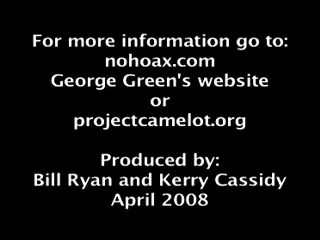 For more information go to:
nohoax.com
George Green's website
or
projectcamelot.org
Produced by:
Bill Ryan and Kerry Cassidy
April 2008